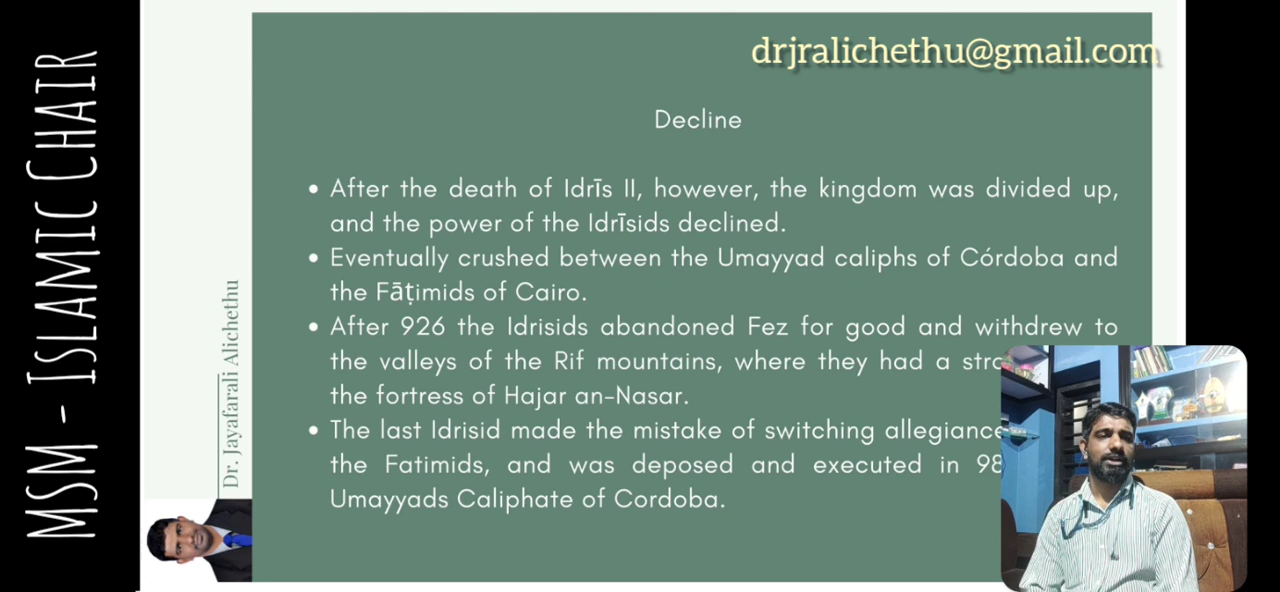 MSM - ISLAMIC CHAIR
Dr. Jayafarali Alichethu
drjralichethu@gmail.com
Decline
• After the death of Idrīs II, however, the kingdom was divided up,
and the power of the Idrīsids declined.
• Eventually crushed between the Umayyad caliphs of Córdoba and
the Fāṭimids of Cairo.
• After 926 the Idrisids abandoned Fez for good and withdrew to
the valleys of the Rif mountains, where they had a
the fortress of Hajar an-Nasar.
• The last Idrisid made the mistake of switching allegiance
the Fatimids, and was deposed and executed in
Umayyads Caliphate of Cordoba.